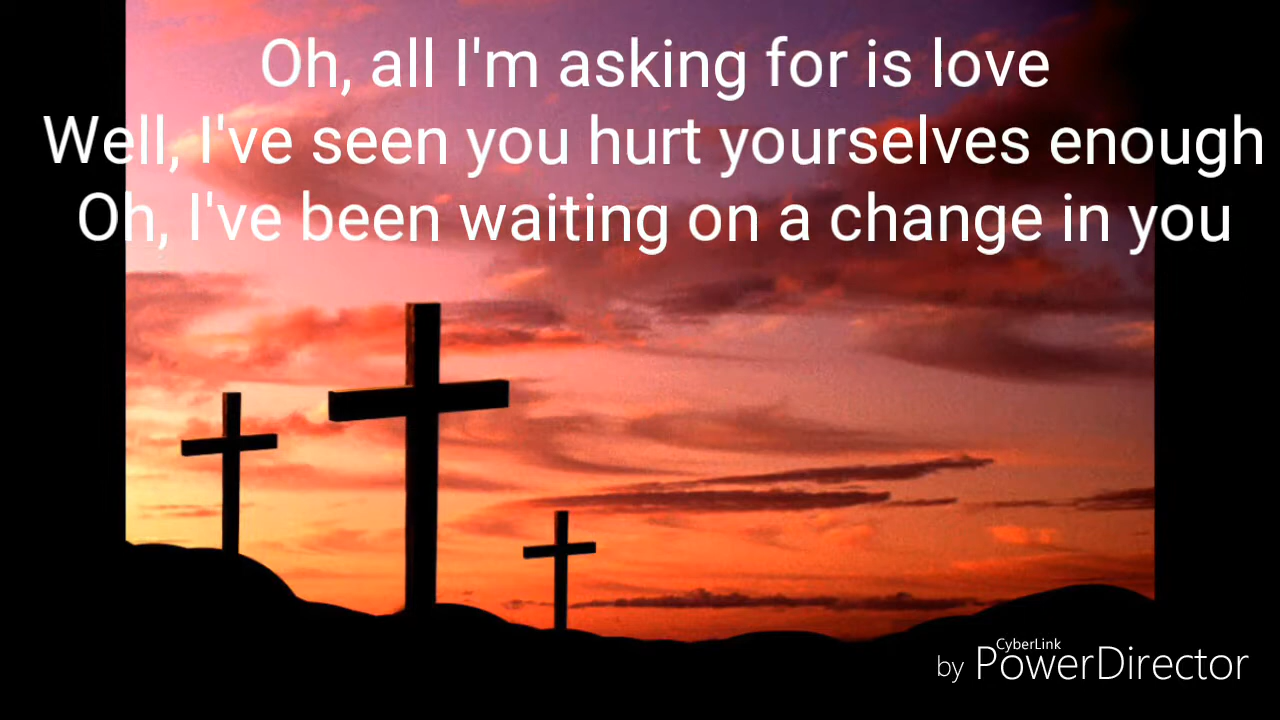 Oh, all I'm asking for is love
Well, I've seen you hurt yourselves enough
Oh, I've been waiting on a change in you
CyberLink
by PowerDirector